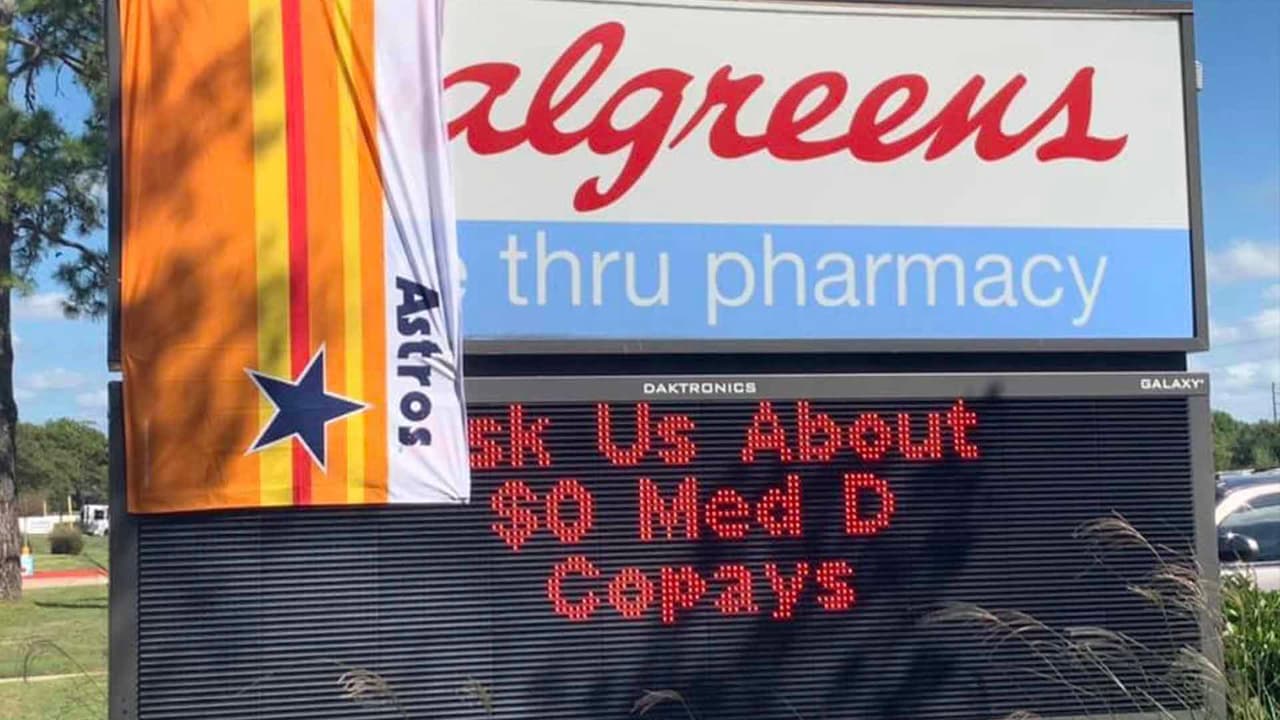 algreens
e thru pharmacy
Astros
DAKTRONICS
GALAXY
sk Us About
$0 Med D
Copays